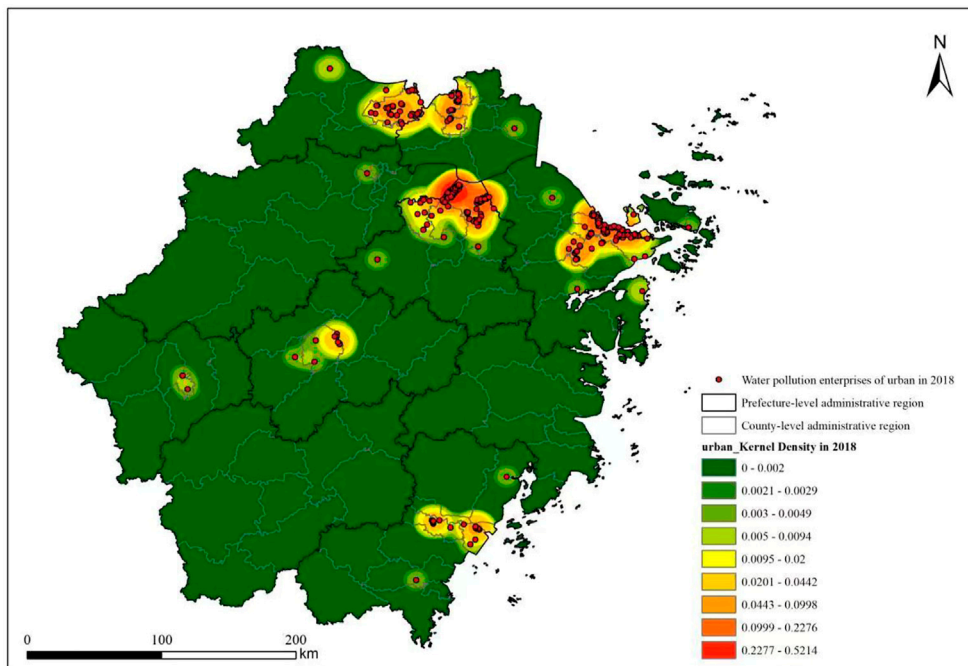 N
Water pollution enterprises of urban in 2018
Prefecture-level administrative region
County-level administrative region
urban_Kernel Density in 2018
0 - 0.002
0.0021 - 0.0029
0.003 - 0.0049
0.005 - 0.0094
0.0095 - 0.02
0.0201 - 0.0442
0.0443 - 0.0998
0.0999 - 0.2276
0.2277 - 0.5214
0 100 200
km